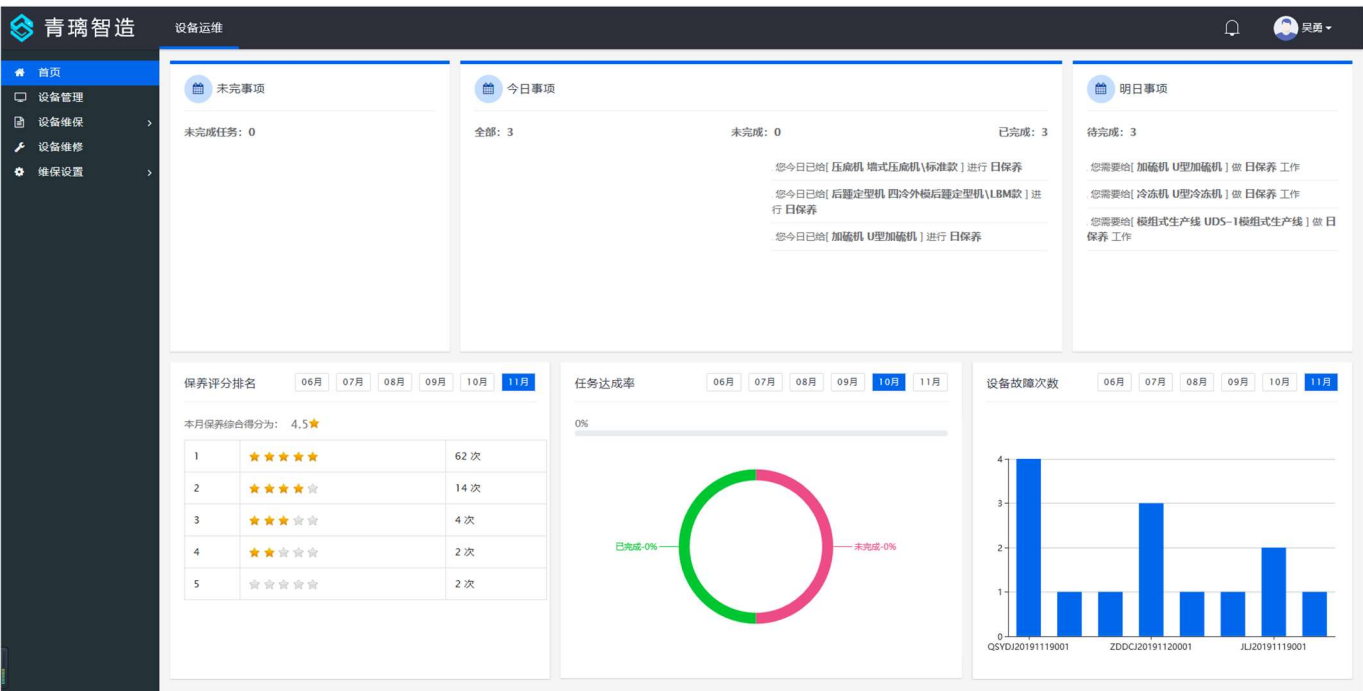 青璃智造
设备运维
吴勇
首页
设备管理
设备维保
设备维修
维保设置
未完事项
未完成任务: 0
今日事项
全部: 3
未完成: 0
已完成: 3
您今日已给[ 压底机 墙式压底机\标准款 ] 进行 日保养
您今日已给[ 后踵定型机 四冷外模后踵定型机\LBM款 ] 进
行 日保养
您今日已给[ 加硫机 U型加硫机 ] 进行 日保养
明日事项
待完成: 3
您需要给[ 加硫机 U型加硫机 ] 做 日保养 工作
您需要给[ 冷冻机 U型冷冻机 ] 做 日保养 工作
您需要给[ 模组式生产线 UDS-1模组式生产线 ] 做 日
保养 工作
保养评分排名
06月 07月 08月 09月 10月 11月
本月保养综合得分为: 4.5
1 62 次
2 14 次
3 4 次
4 2 次
5 2 次
任务达成率
06月 07月 08月 09月 10月 11月
0%
已完成-0%
未完成-0%
设备故障次数
06月 07月 08月 09月 10月 11月
4
3
2
1
0
QSYDJ20191119001 ZDDCJ20191120001 JLJ20191119001